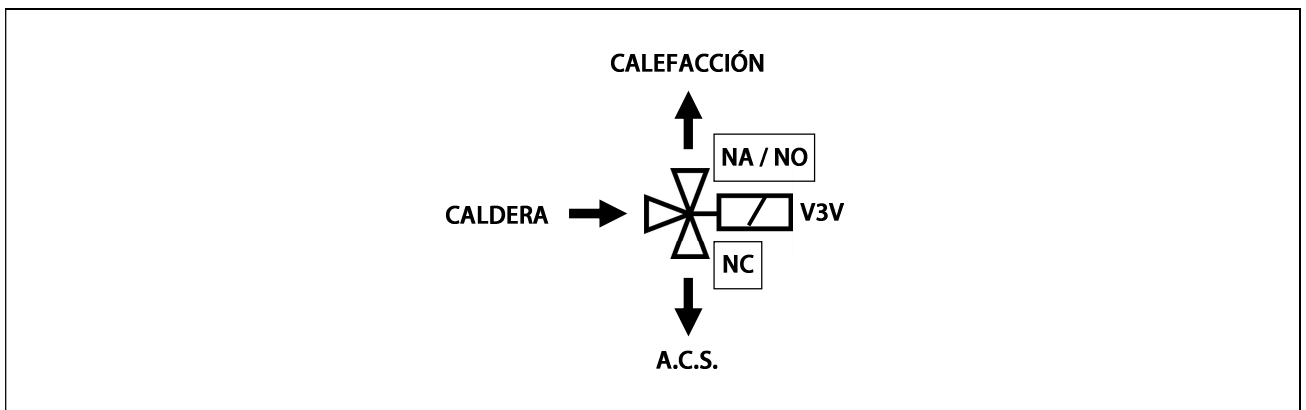 CALEFACCIÓN
NA / NO
CALDERA
V3V
NC
A.C.S.